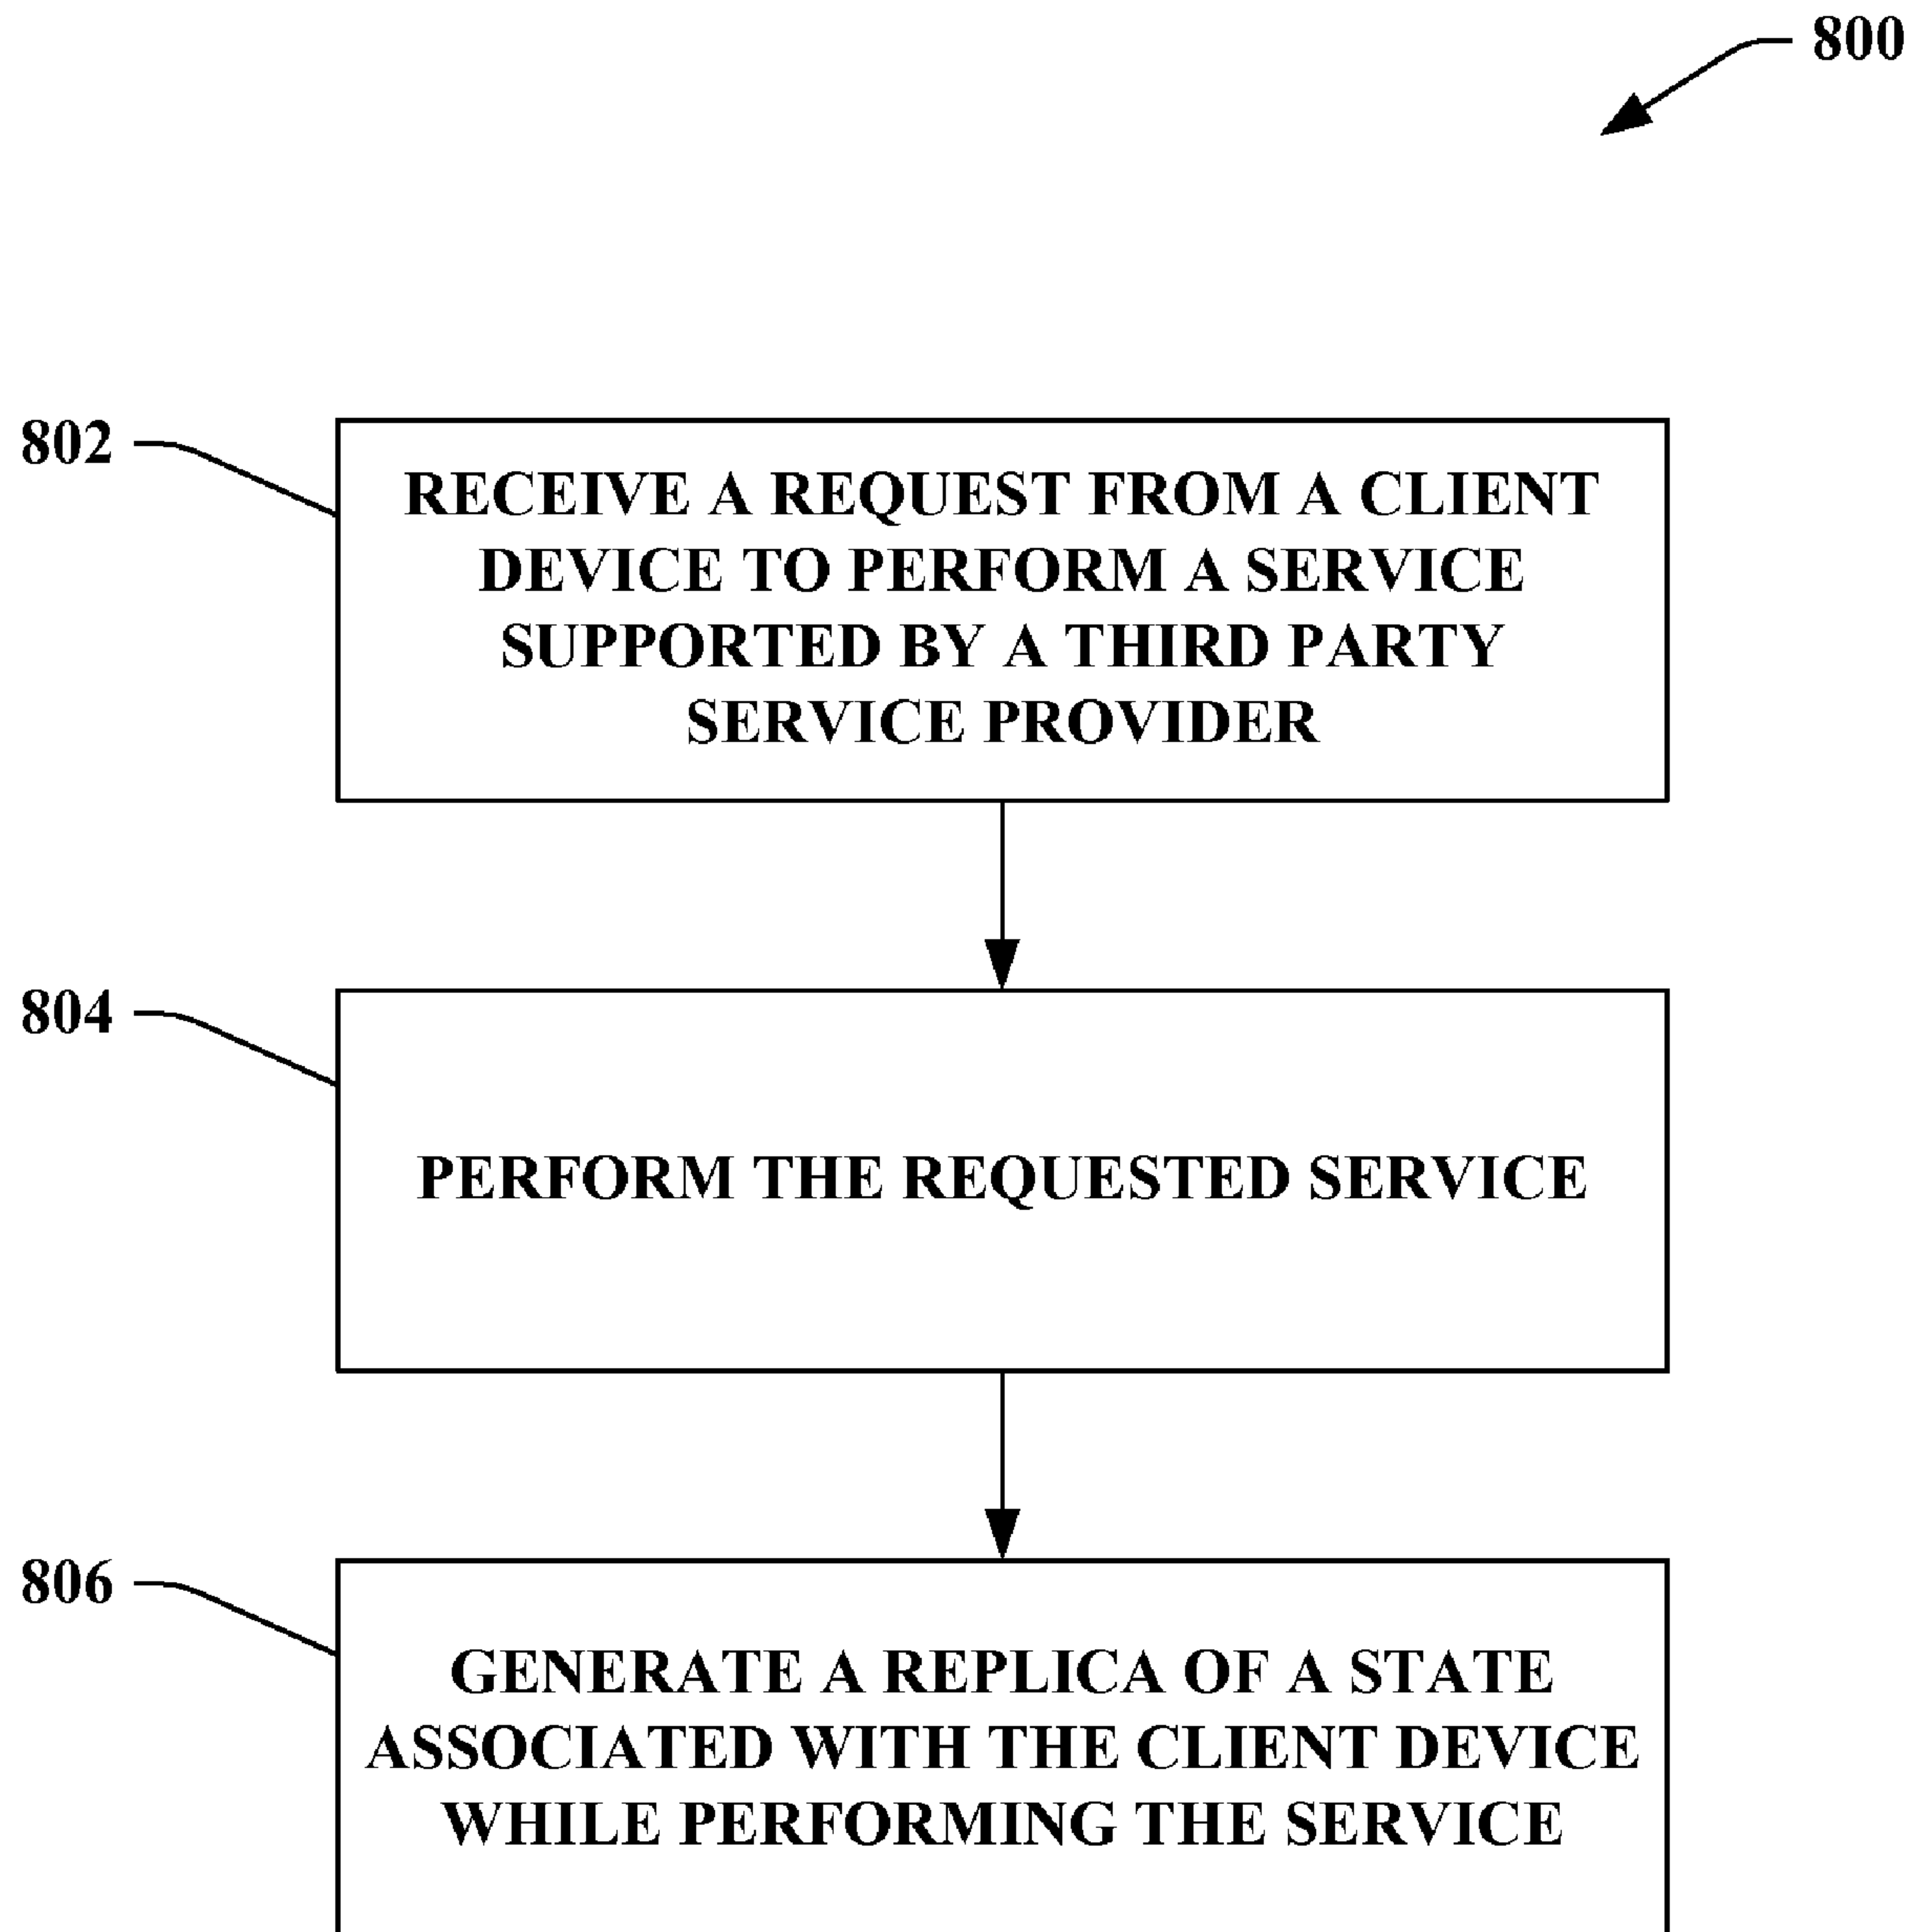 800
802
RECEIVE A REQUEST FROM A CLIENT
DEVICE TO PERFORM A SERVICE
SUPPORTED BY A THIRD PARTY
SERVICE PROVIDER
804
PERFORM THE REQUESTED SERVICE
806
GENERATE A REPLICA OF A STATE
ASSOCIATED WITH THE CLIENT DEVICE
WHILE PERFORMING THE SERVICE